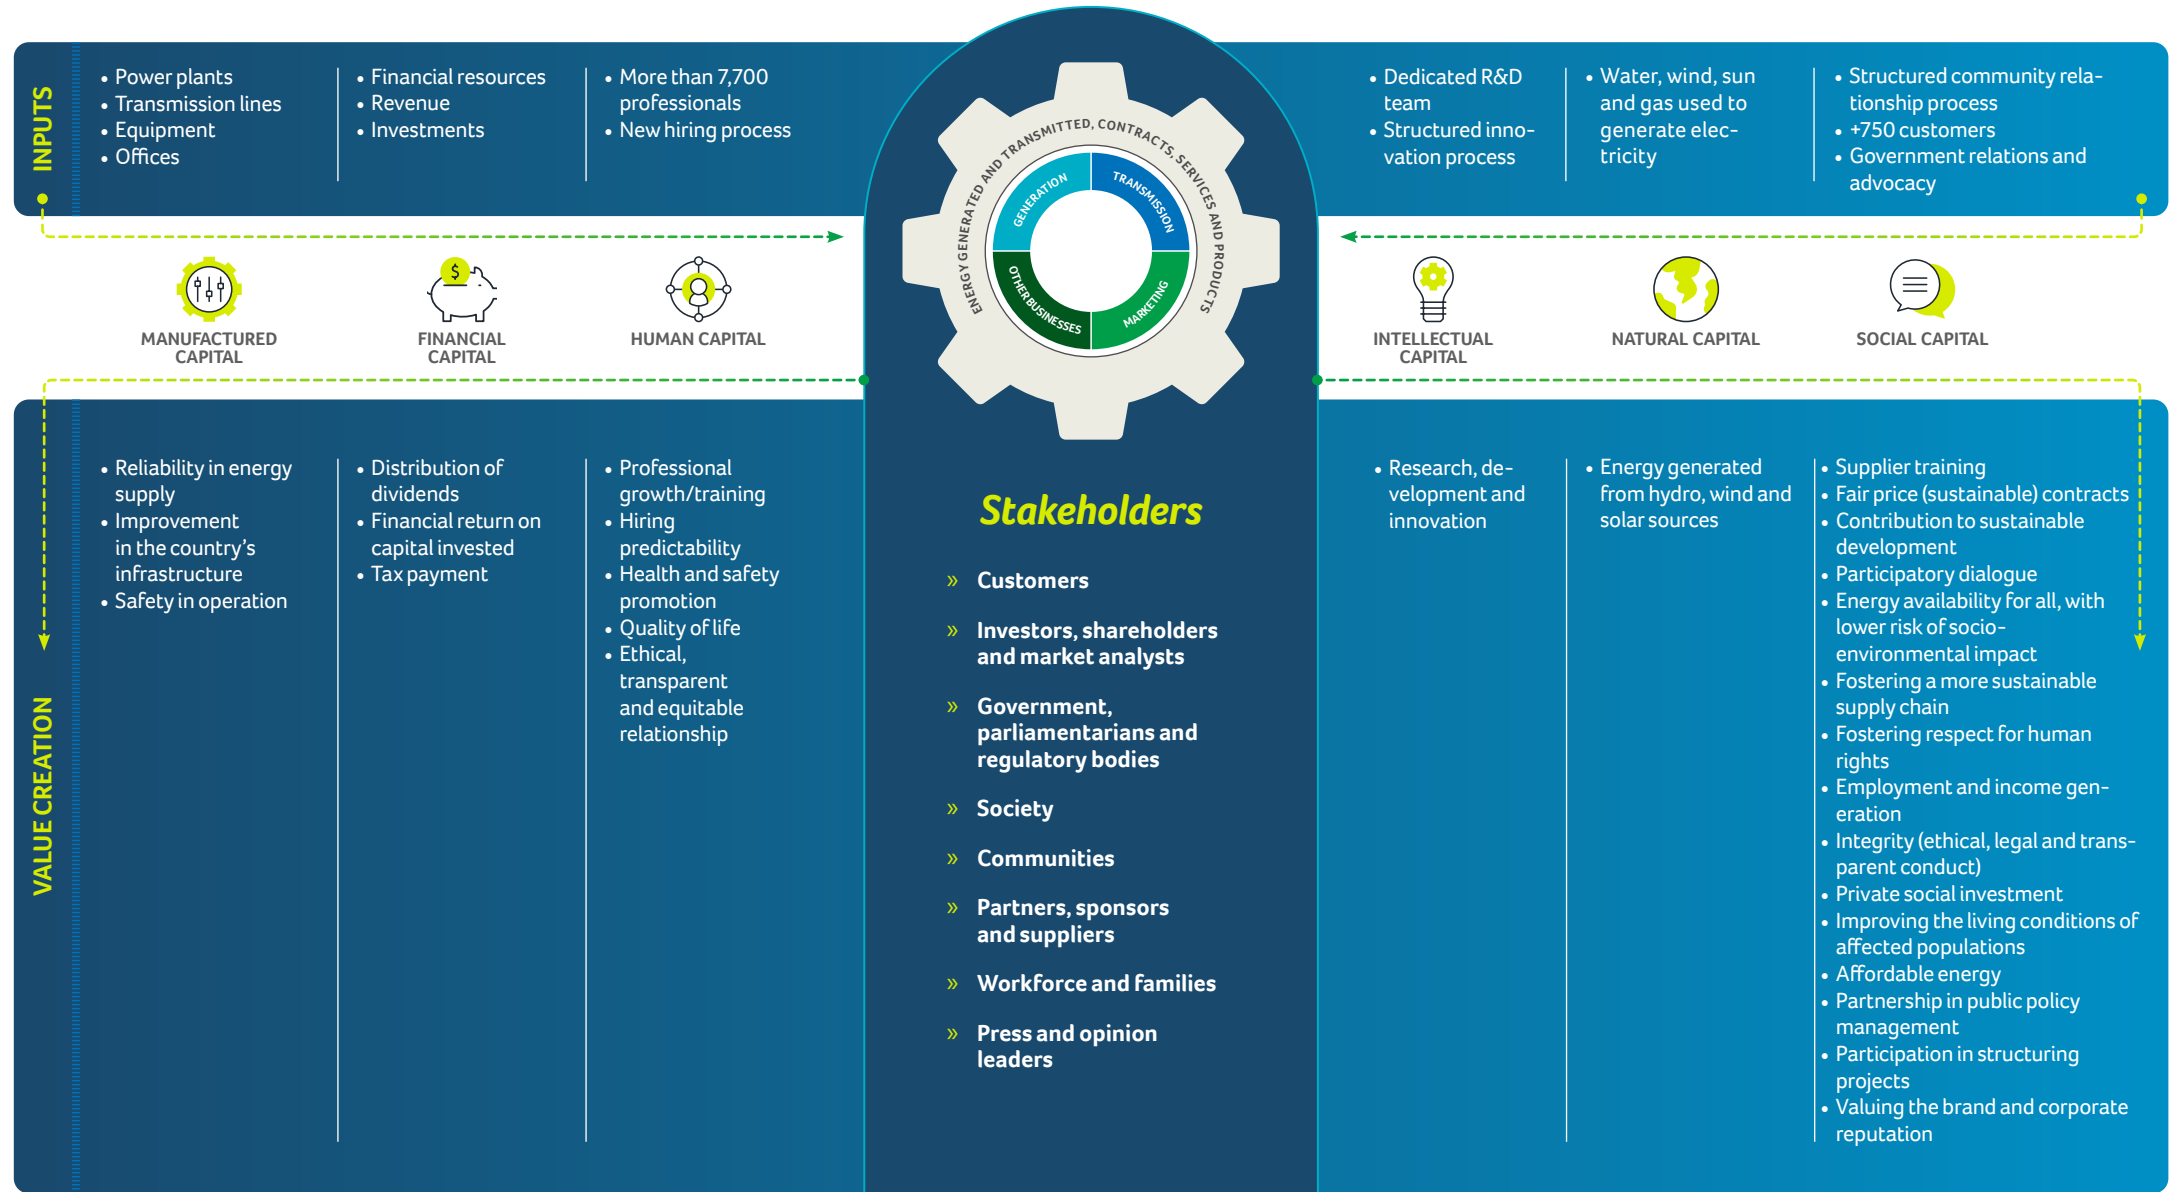 INPUTS
• Power plants
• Transmission lines
• Equipment
• Offices
• Financial resources
• Revenue
• Investments
• More than 7,700
professionals
• New hiring process
ENERGY GENERATED AND TRANSMITTED, CONTRACTS, SERVICES AND PRODUCTS
GENERATION
TRANSMISSION
OTHER BUSINESSES
MARKETING
• Dedicated R&D
team
• Structured inno-
vation process
• Water, wind, sun
and gas used to
generate elec-
tricity
• Structured community rela-
tionship process
• +750 customers
• Government relations and
advocacy
$
MANUFACTURED
CAPITAL
FINANCIAL
CAPITAL
HUMAN CAPITAL
INTELLECTUAL
CAPITAL
NATURAL CAPITAL
SOCIAL CAPITAL
VALUE CREATION
• Reliability in energy
supply
• Improvement
in the country’s
infrastructure
• Safety in operation
• Distribution of
dividends
• Financial return on
capital invested
• Tax payment
• Professional
growth/training
• Hiring
predictability
• Health and safety
promotion
• Quality of life
• Ethical,
transparent
and equitable
relationship
Stakeholders
» Customers
» Investors, shareholders
and market analysts
» Government,
parliamentarians and
regulatory bodies
» Society
» Communities
» Partners, sponsors
and suppliers
» Workforce and families
» Press and opinion
leaders
• Research, de-
velopment and
innovation
• Energy generated
from hydro, wind and
solar sources
• Supplier training
• Fair price (sustainable) contracts
• Contribution to sustainable
development
• Participatory dialogue
• Energy availability for all, with
lower risk of socio-
environmental impact
• Fostering a more sustainable
supply chain
• Fostering respect for human
rights
• Employment and income gen-
eration
• Integrity (ethical, legal and trans-
parent conduct)
• Private social investment
• Improving the living conditions of
affected populations
• Affordable energy
• Partnership in public policy
management
• Participation in structuring
projects
• Valuing the brand and corporate
reputation